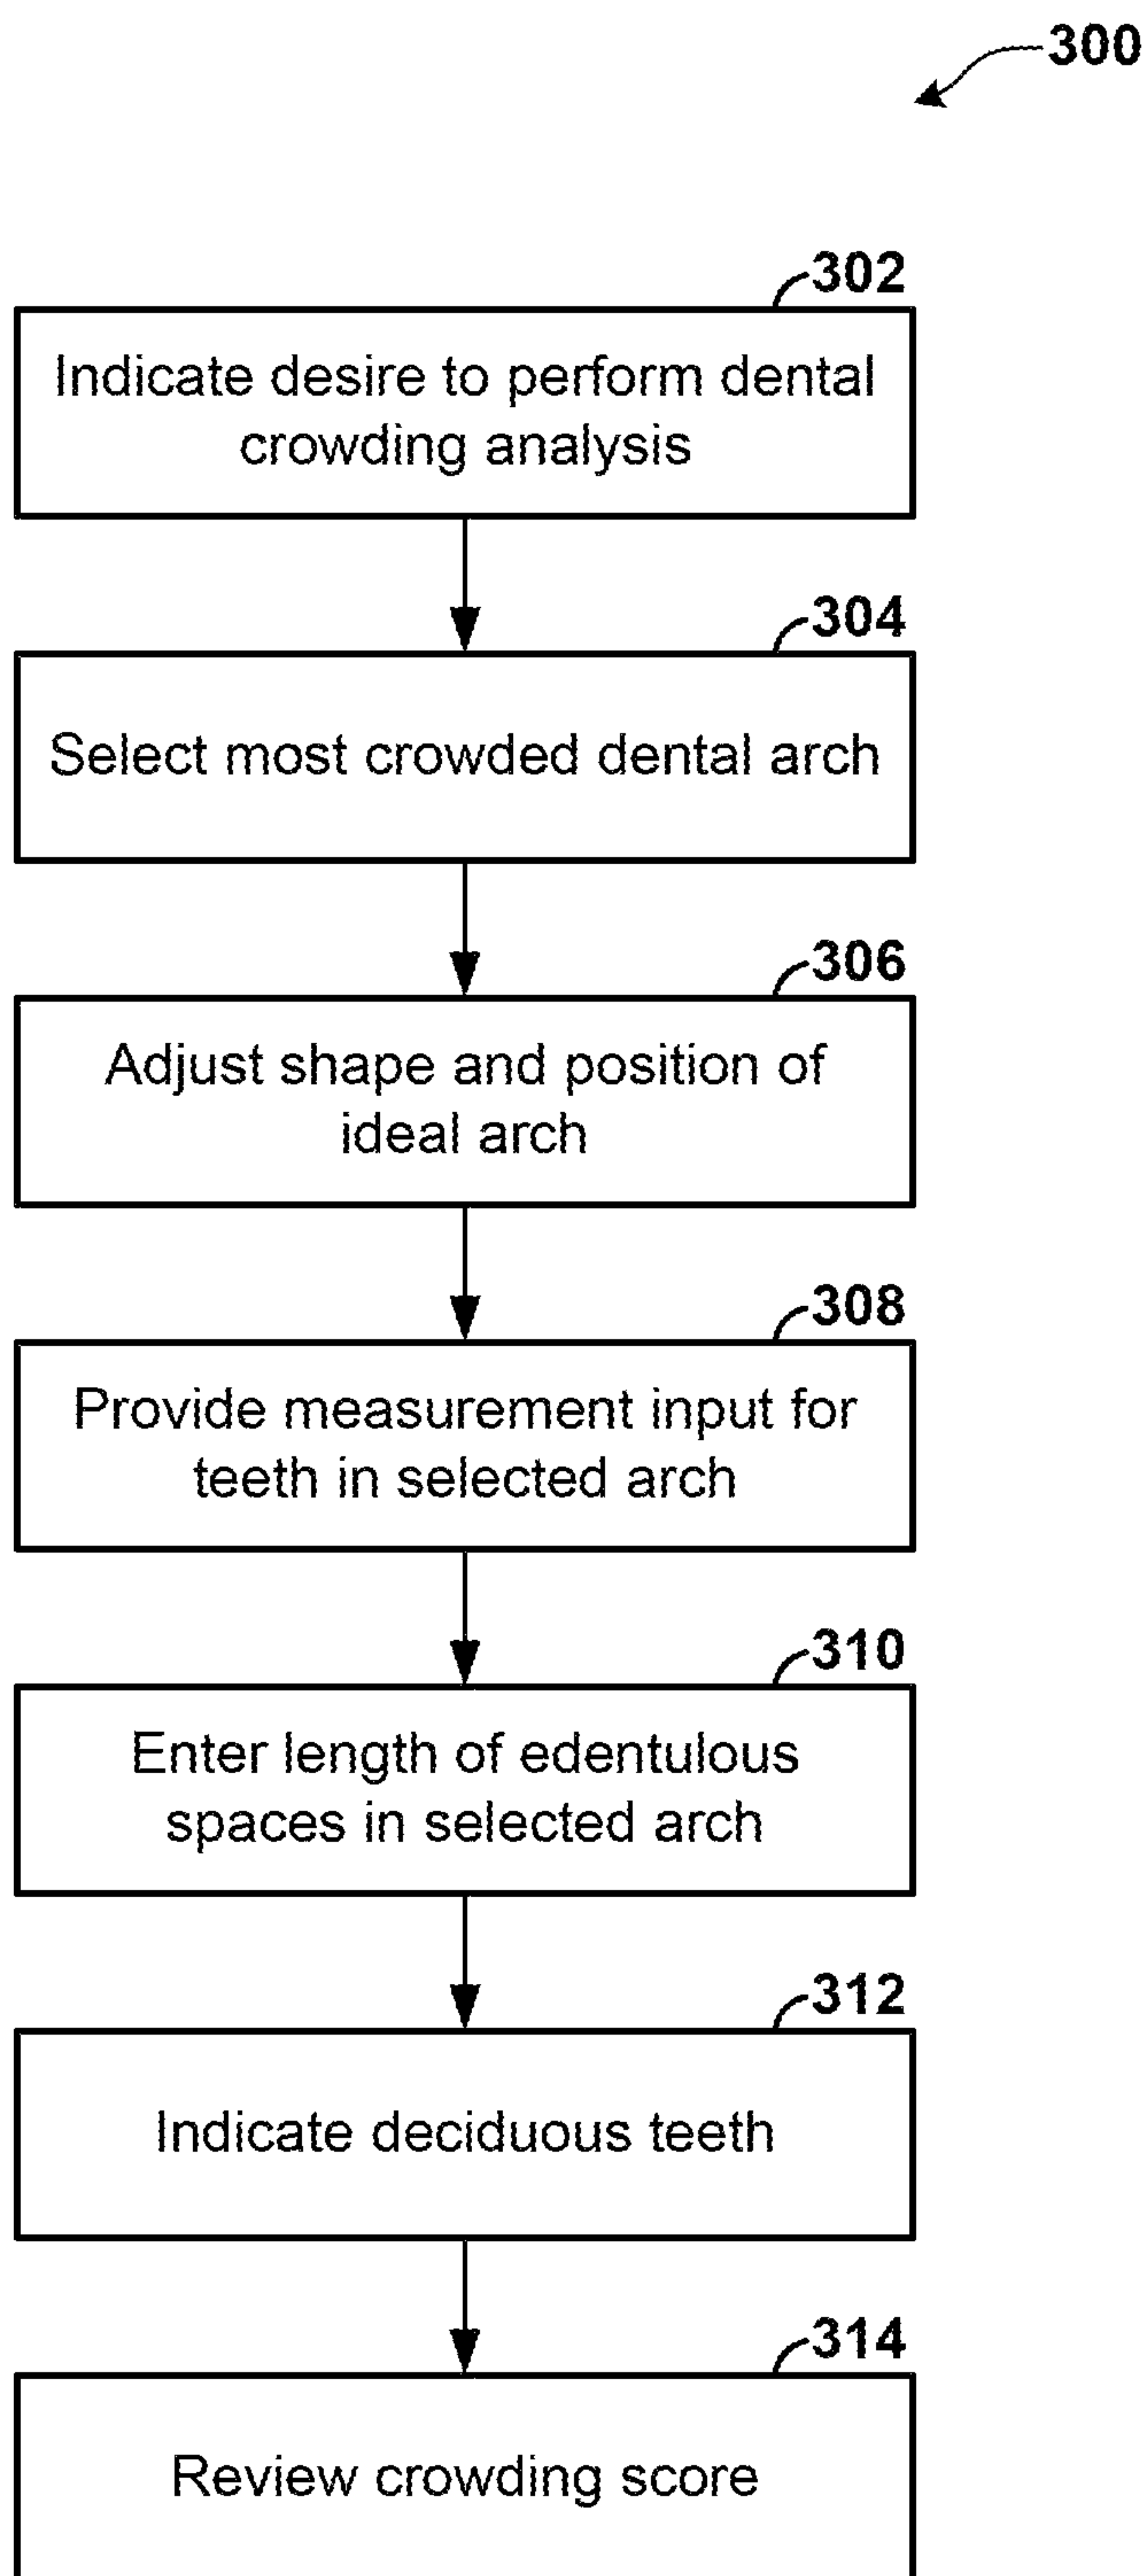 300
302
Indicate desire to perform dental
crowding analysis
304
Select most crowded dental arch
306
Adjust shape and position of
ideal arch
308
Provide measurement input for
teeth in selected arch
310
Enter length of edentulous
spaces in selected arch
312
Indicate deciduous teeth
314
Review crowding score